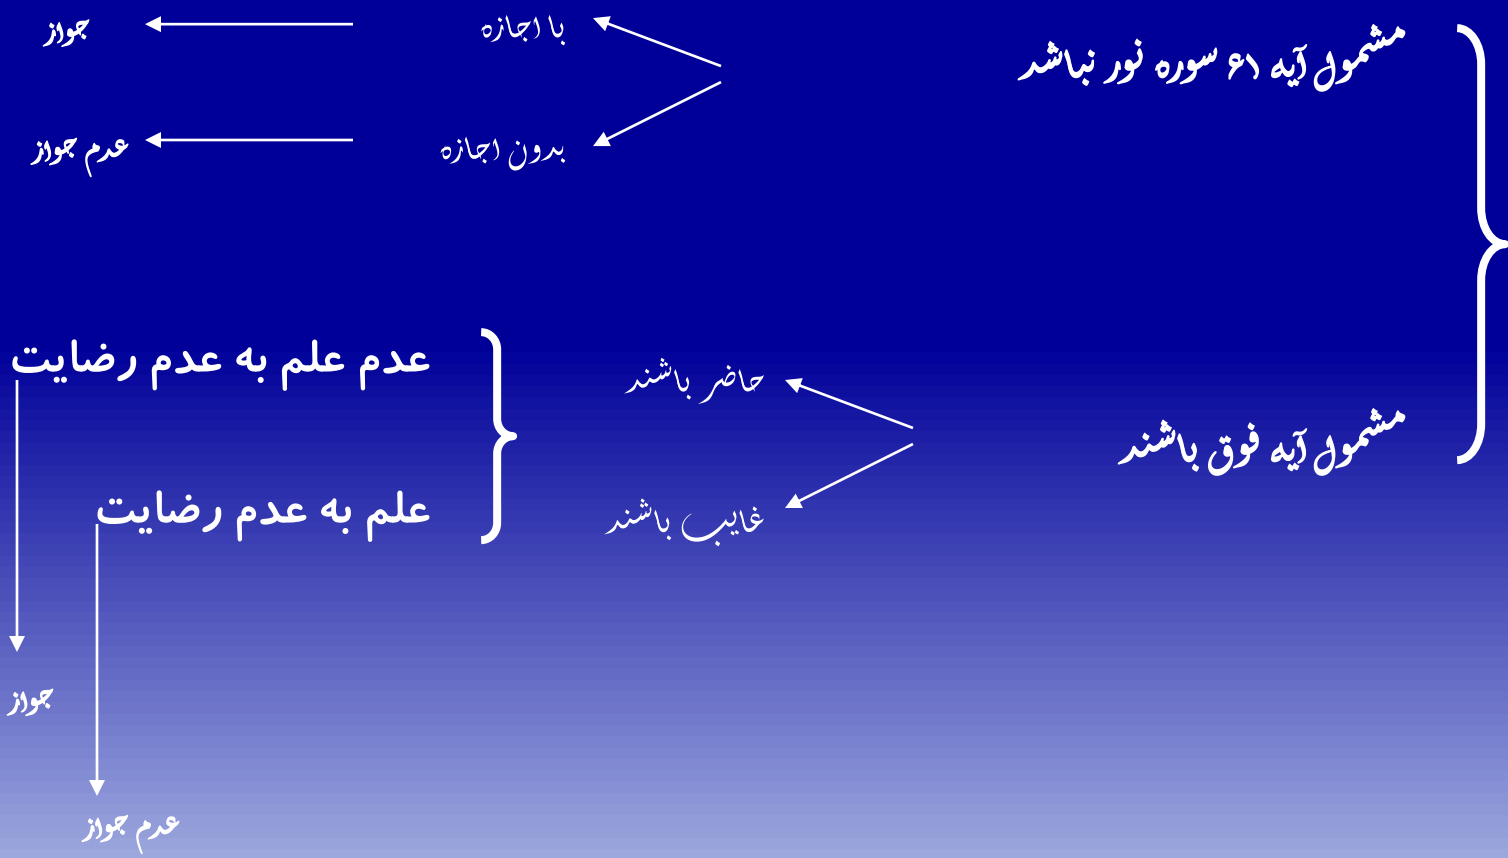 مشمول آیه ۶۱ سوره نور نباشد
با اجازه
جواز
بدون اجازه
عدم جواز
مشمول آیه فوق باشند
حاضر باشند
غایب باشند
عدم علم به عدم رضایت
علم به عدم رضایت
جواز
عدم جواز